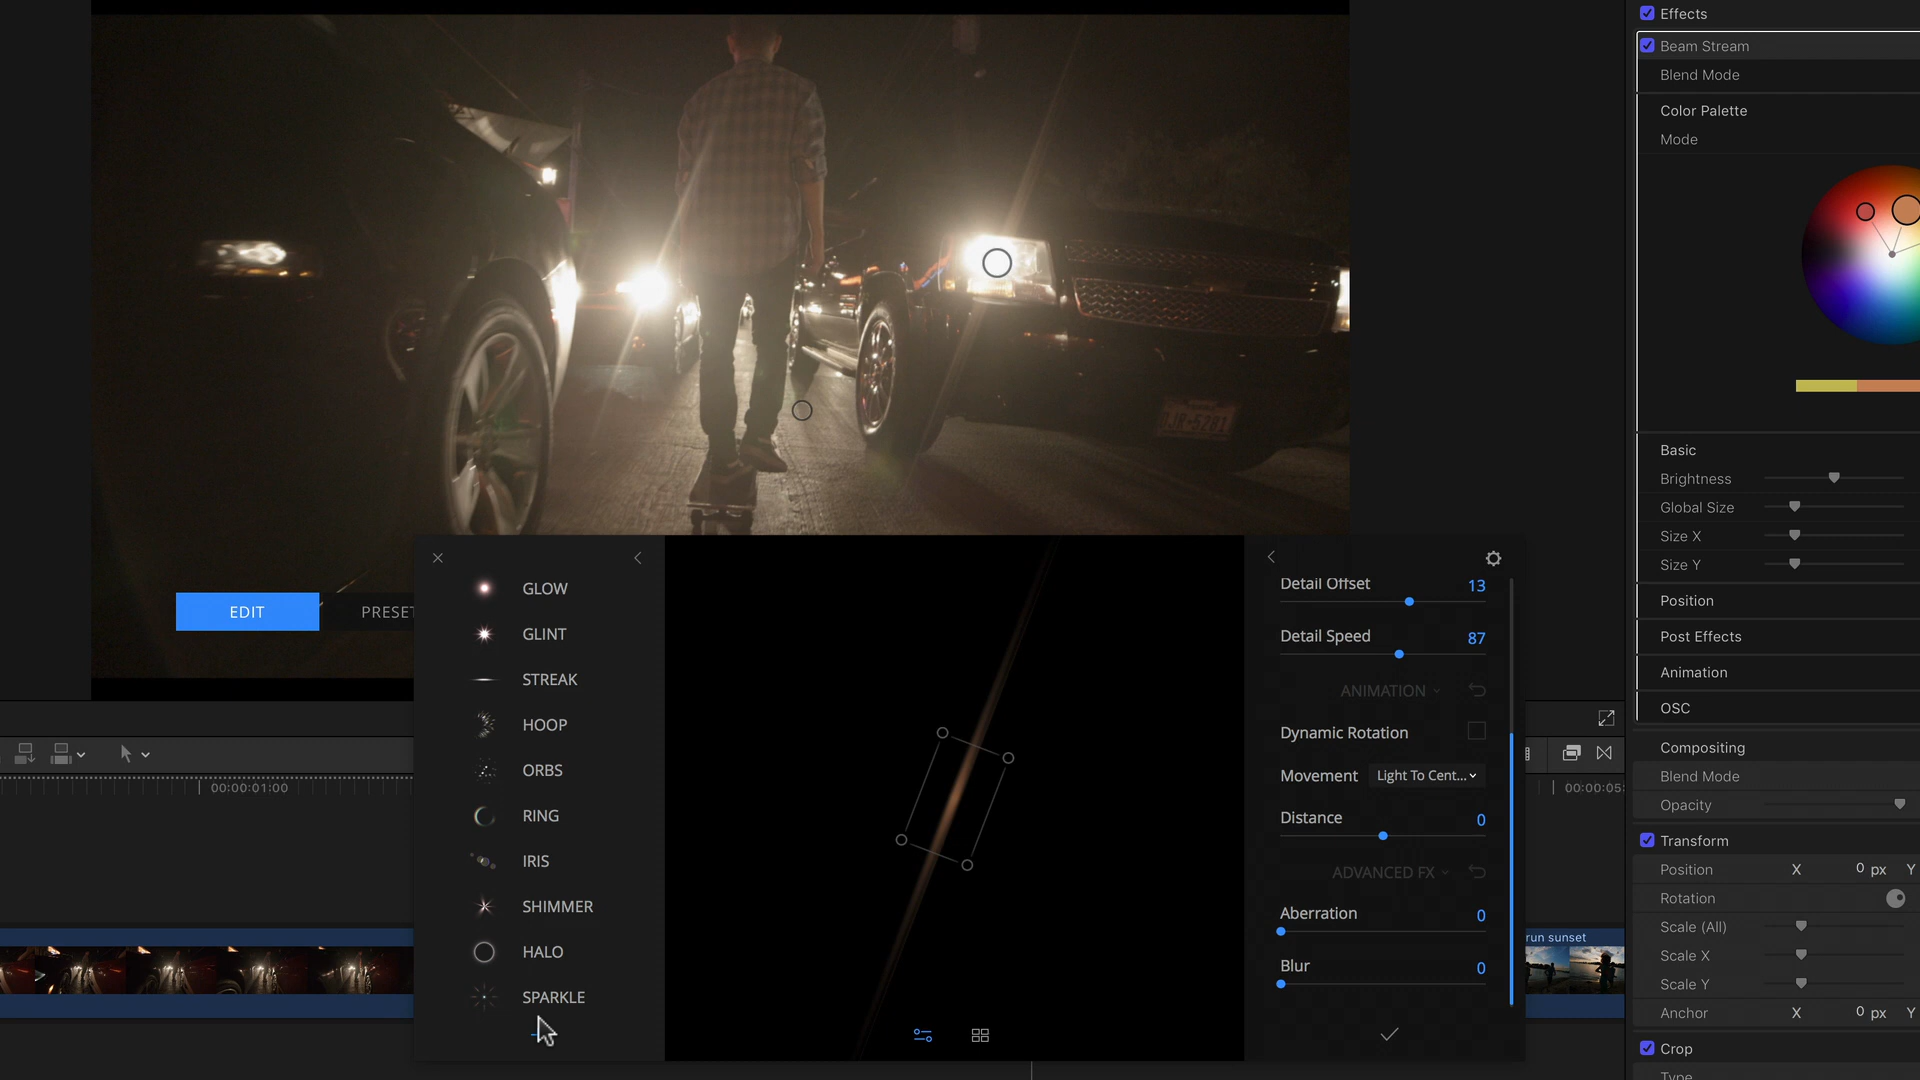 Effects
Beam Stream
Blend Mode
Color Palette
Mode
Basic
Brightness
Global Size
Size X
Size Y
Position
Post Effects
Animation
OSC
Compositing
Blend Mode
Opacity
Transform
Position X 0 px Y
Rotation
Scale (All)
Scale X
Scale Y
Anchor X 0 px Y
Crop
Type
EDIT
PRESET
GLOW
GLINT
STREAK
HOOP
ORBS
RING
IRIS
SHIMMER
HALO
SPARKLE
Detail Offset 13
Detail Speed 87
ANIMATION
Dynamic Rotation
Movement Light To Cent...
Distance 0
ADVANCED FX
Aberration 0
Blur 0
00:00:01:00
00:00:05:
run sunset